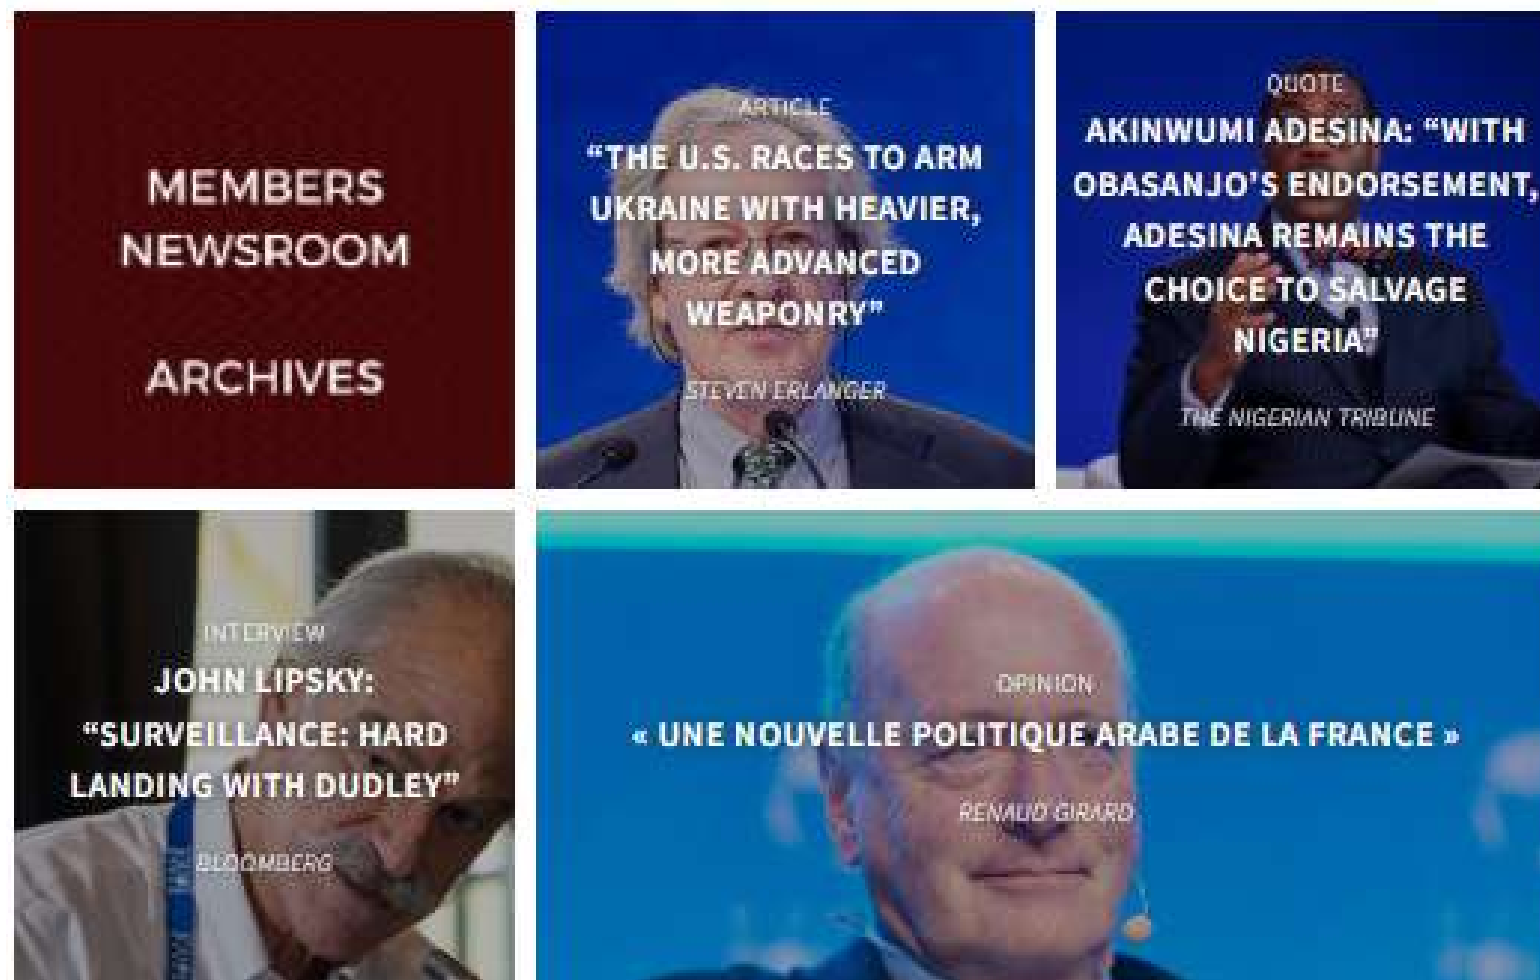 MEMBERS
NEWSROOM
ARCHIVES
ARTICLE
“THE U.S. RACES TO ARM
UKRAINE WITH HEAVIER,
MORE ADVANCED
WEAPONRY”
STEVEN ERLANGER
QUOTE
AKINWUMI ADESINA: “WITH
OBASANJO’S ENDORSEMENT,
ADESINA REMAINS THE
CHOICE TO SALVAGE
NIGERIA”
THE NIGERIAN TRIBUNE
INTERVIEW
JOHN LIPSKY:
“SURVEILLANCE: HARD
LANDING WITH DUDLEY”
BLOOMBERG
OPINION
« UNE NOUVELLE POLITIQUE ARABE DE LA FRANCE »
RENAUD GIRARD